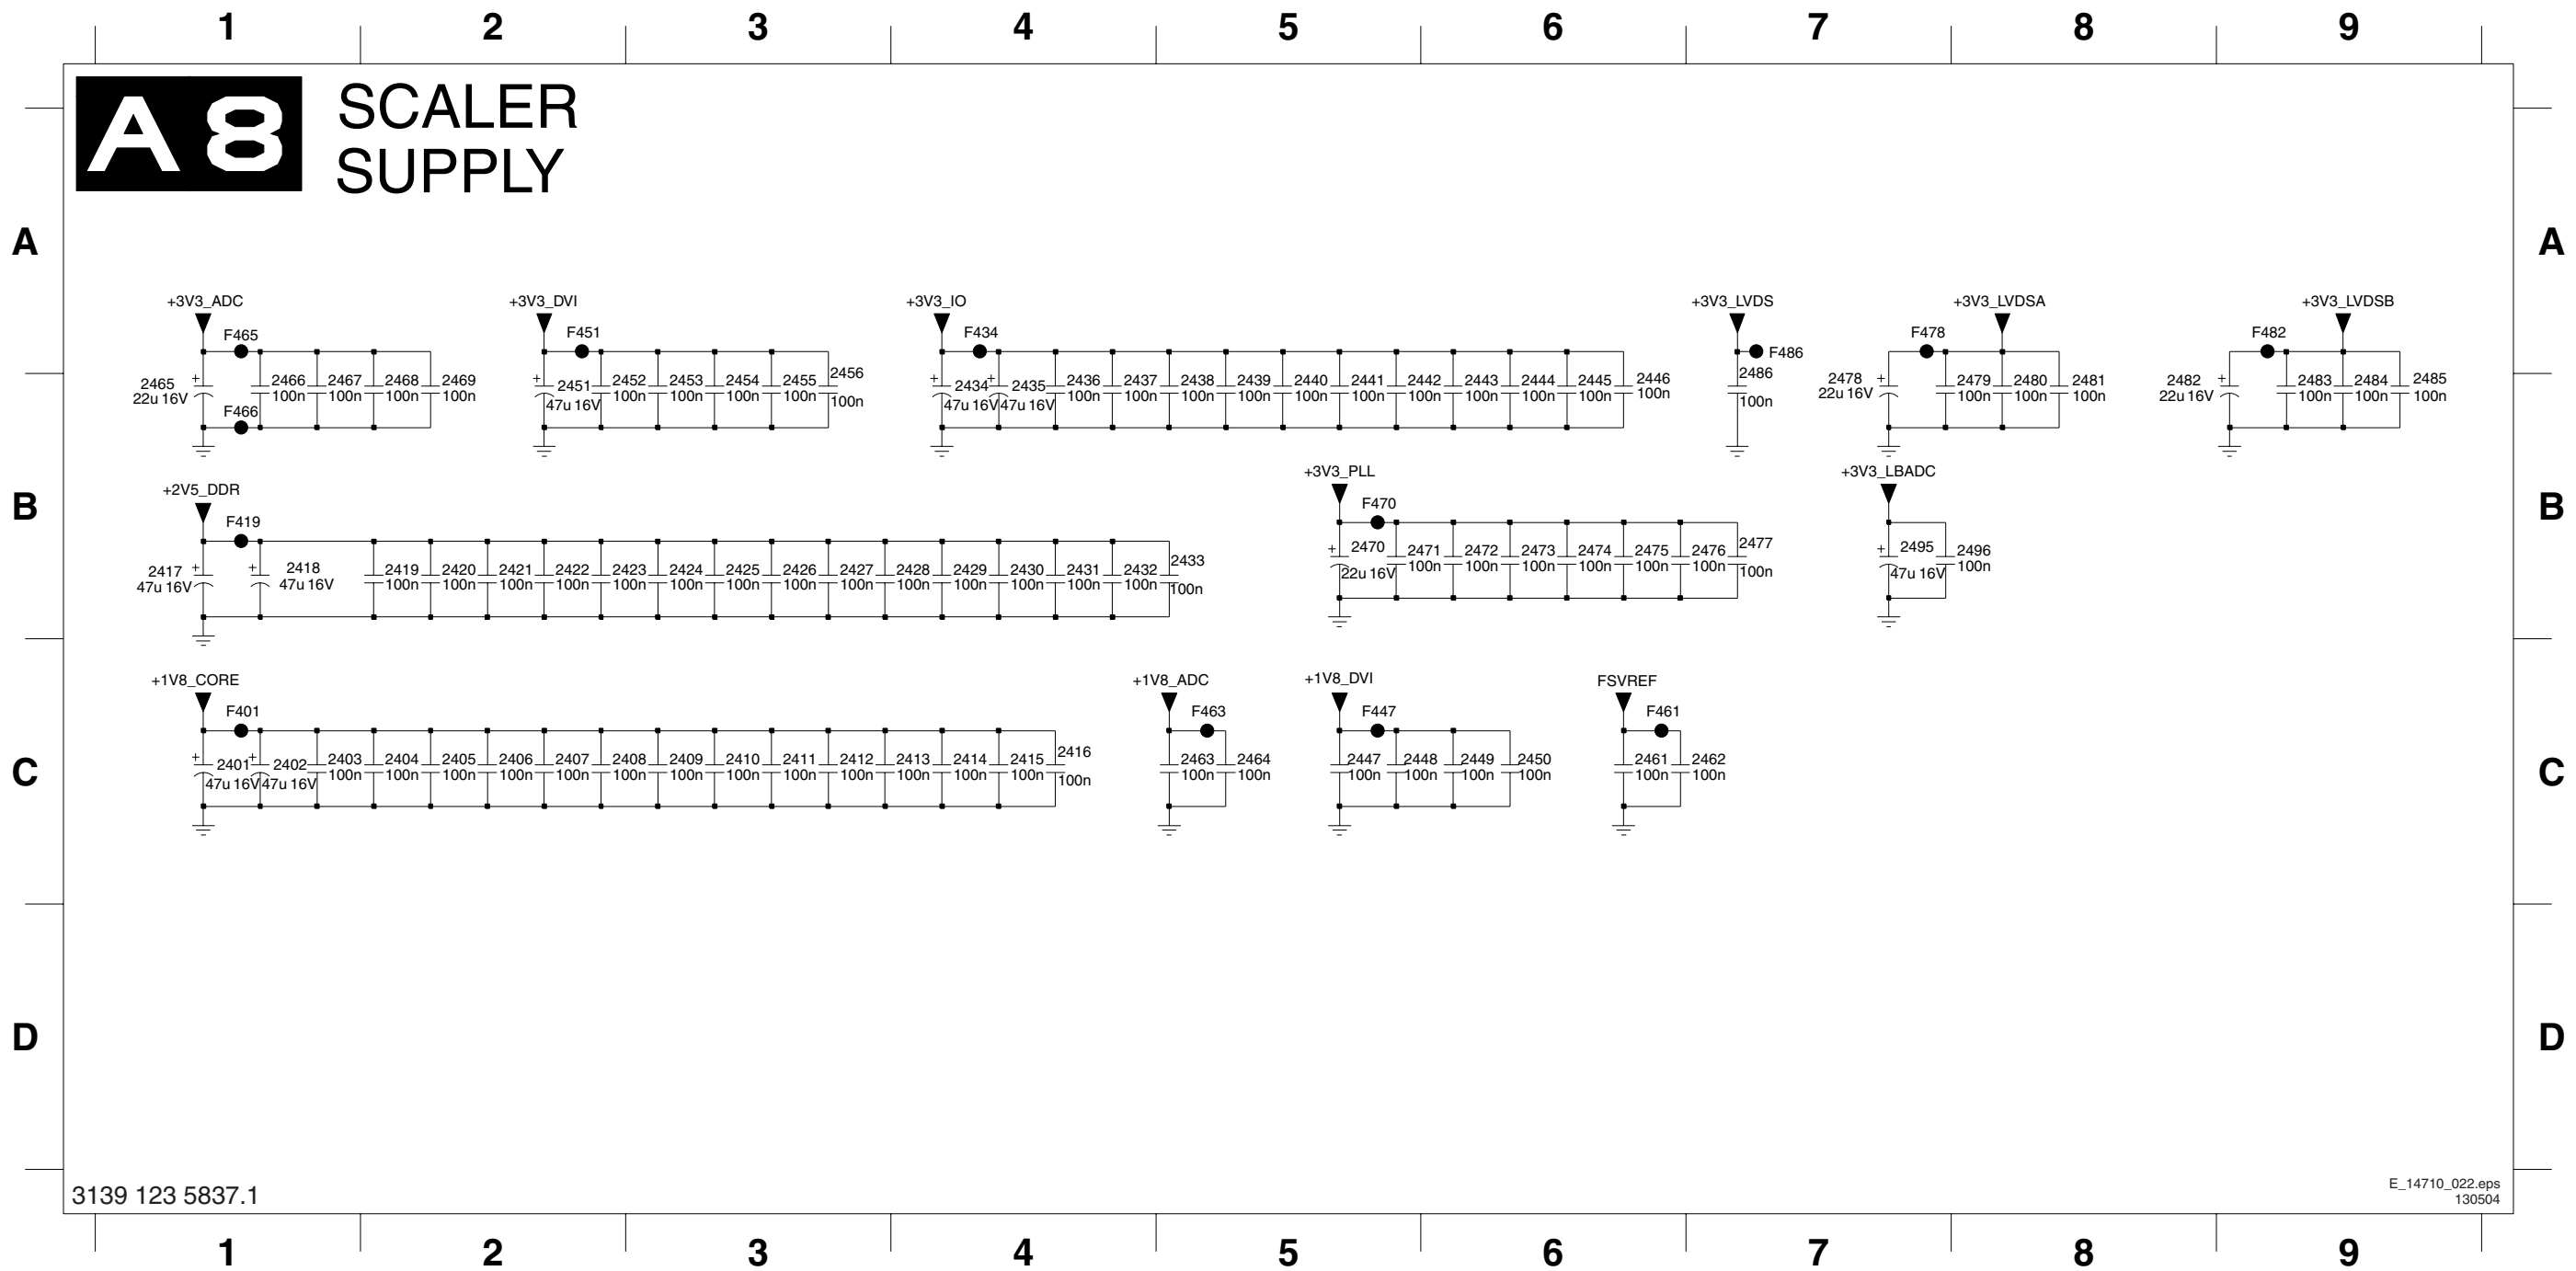 1 2 3 4 5 6 7 8 9
A8 SCALER
SUPPLY
A A
+3V3_ADC +3V3_DVI +3V3_IO +3V3_LVDS +3V3_LVDSA +3V3_LVDSB
F465 F451 F434 F478 F482
F486
2465 + 2466 2467 2468 2469 + 2451 2452 2453 2454 2455 2456 + 2434 + 2435 2436 2437 2438 2439 2440 2441 2442 2443 2444 2445 2446 2486 2478 + 2479 2480 2481 2482 + 2483 2484 2485
22u 16V 100n 100n 100n 100n 47u 16V 100n 100n 100n 100n 100n 47u 16V 47u 16V 100n 100n 100n 100n 100n 100n 100n 100n 100n 100n 100n 100n 22u 16V 100n 100n 100n 22u 16V 100n 100n 100n
F466
+3V3_PLL +3V3_LBADC
+2V5_DDR
B B
F470
F419
+ 2470 2471 2472 2473 2474 2475 2476 2477 + 2495 2496
22u 16V 100n 100n 100n 100n 100n 100n 100n 47u 16V 100n
2417 + + 2418 2419 2420 2421 2422 2423 2424 2425 2426 2427 2428 2429 2430 2431 2432 2433
47u 16V 47u 16V 100n 100n 100n 100n 100n 100n 100n 100n 100n 100n 100n 100n 100n 100n 100n
+1V8_CORE +1V8_ADC +1V8_DVI FSVREF
F401 F463 F447 F461
C C
+ 2401 + 2402 2403 2404 2405 2406 2407 2408 2409 2410 2411 2412 2413 2414 2415 2416 2463 2464 2447 2448 2449 2450 2461 2462
47u 16V 47u 16V 100n 100n 100n 100n 100n 100n 100n 100n 100n 100n 100n 100n 100n 100n 100n 100n 100n 100n 100n 100n 100n 100n
D D
3139 123 5837.1
E_14710_022.eps
130504
1 2 3 4 5 6 7 8 9